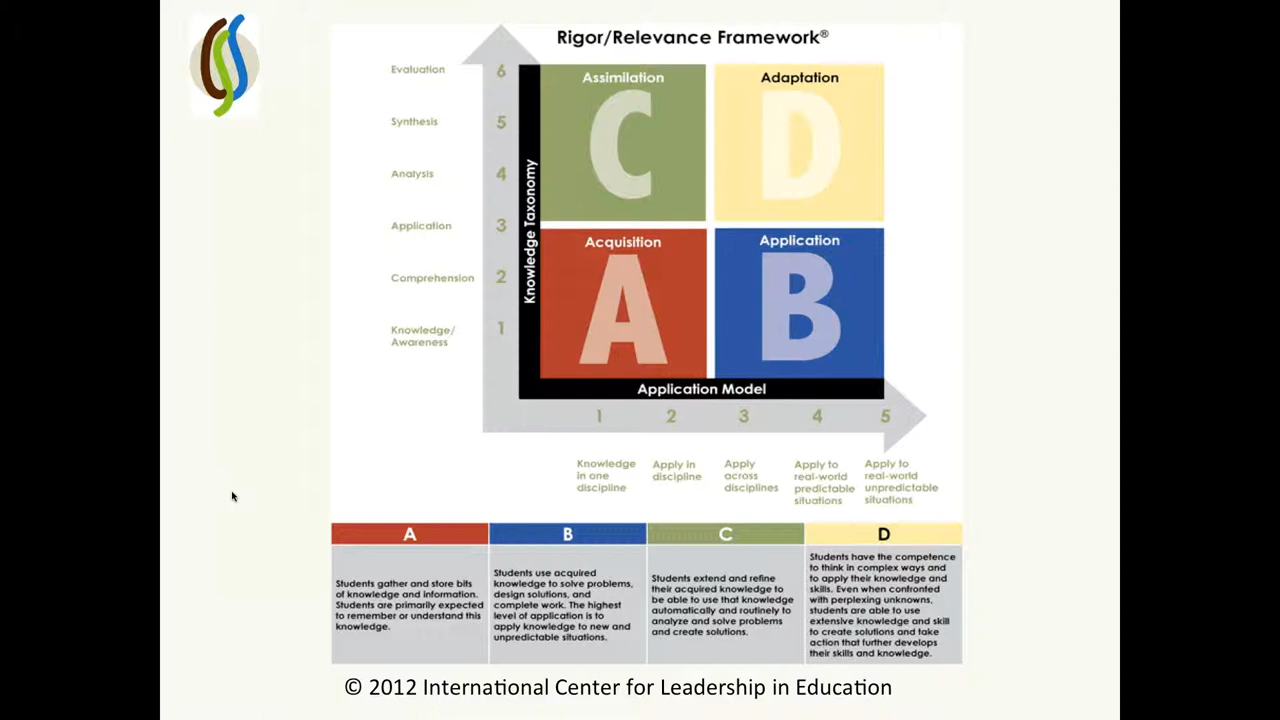 Rigor/Relevance Framework®
Evaluation
6
Synthesis
5
Analysis
4
Application
3
Comprehension
2
Knowledge/
Awareness
1
Knowledge Taxonomy
Assimilation
C
Adaptation
D
Acquisition
A
Application
B
Application Model
1 2 3 4 5
Knowledge
in one
discipline
Apply in
discipline
Apply
across
disciplines
Apply to
real-world
predictable
situations
Apply to
real-world
unpredictable
situations
A
Students gather and store bits
of knowledge and information.
Students are primarily expected
to remember or understand this
knowledge.
B
Students use acquired
knowledge to solve problems,
design solutions, and
complete work. The highest
level of application is to
apply knowledge to new and
unpredictable situations.
C
Students extend and refine
their acquired knowledge to
be able to use that knowledge
automatically and routinely to
analyze and solve problems
and create solutions.
D
Students have the competence
to think in complex ways and
to apply their knowledge and
skills. Even when confronted
with perplexing unknowns,
students are able to use
extensive knowledge and skill
to create solutions and take
action that further develops
their skills and knowledge.
© 2012 International Center for Leadership in Education